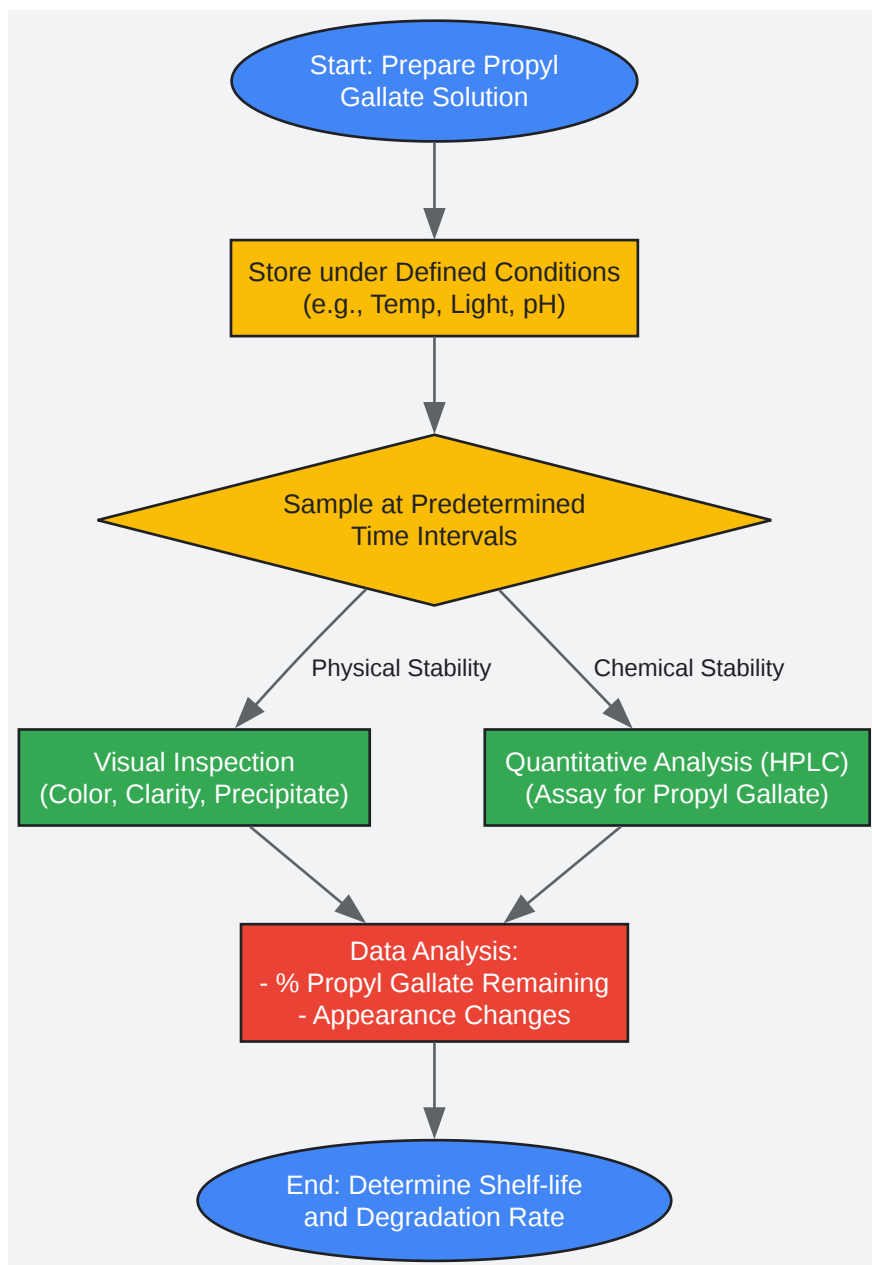 Start: Prepare Propyl
Gallate Solution
Store under Defined Conditions
(e.g., Temp, Light, pH)
Sample at Predetermined
Time Intervals
Physical Stability
Chemical Stability
Visual Inspection
(Color, Clarity, Precipitate)
Quantitative Analysis (HPLC)
(Assay for Propyl Gallate)
Data Analysis:
- % Propyl Gallate Remaining
- Appearance Changes
End: Determine Shelf-life
and Degradation Rate